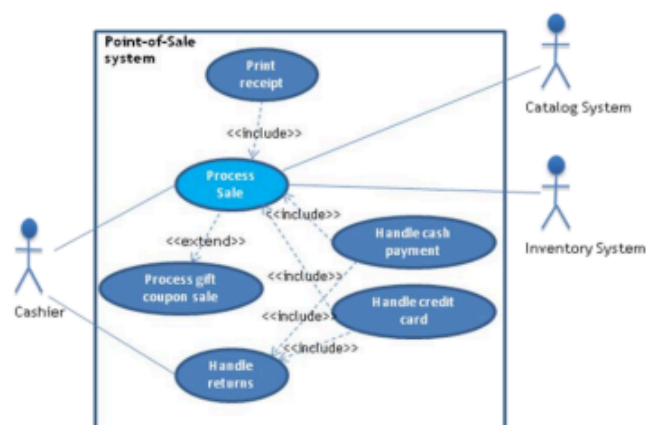 Point-of-Sale
system
Print
receipt
Catalog System
<<include>>
Process
Sale
<<include>>
Handle cash
payment
Inventory System
<<extend>>
Process gift
coupon sale
<<include>>
Handle credit
card
Cashier
<<include>>
<<include>>
Handle
returns